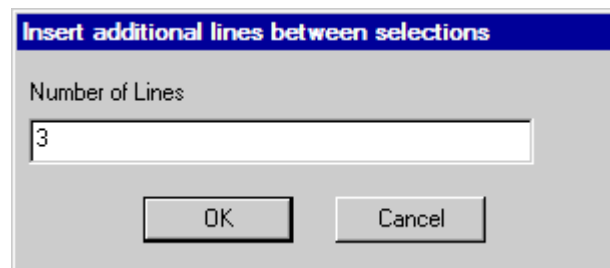 Insert additional lines between selections
Number of Lines
3
OK
Cancel